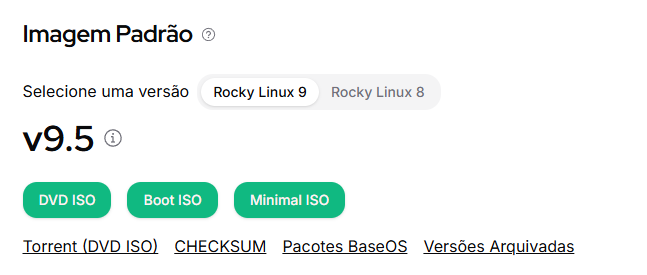 Imagem Padrão
Selecione uma versão Rocky Linux 9 Rocky Linux 8
v9.5
DVD ISO Boot ISO Minimal ISO
Torrent (DVD ISO) CHECKSUM Pacotes BaseOS Versões Arquivadas